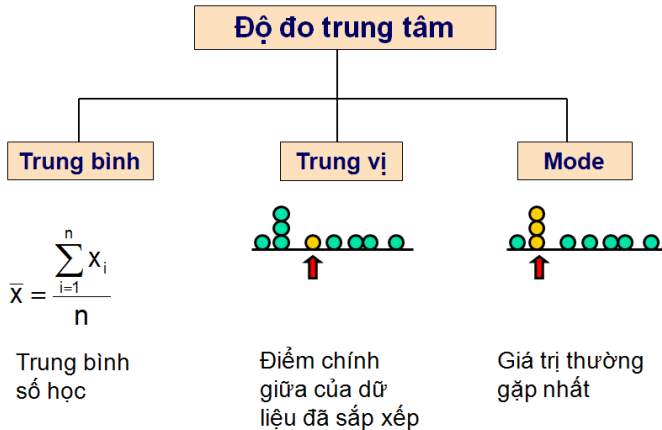 Độ đo trung tâm
Trung bình
Trung vị
Mode
x̄ = ∑ᵢ₌₁ⁿ xᵢ / n
Trung bình
số học
Điểm chính
giữa của dữ
liệu đã sắp xếp
Giá trị thường
gặp nhất